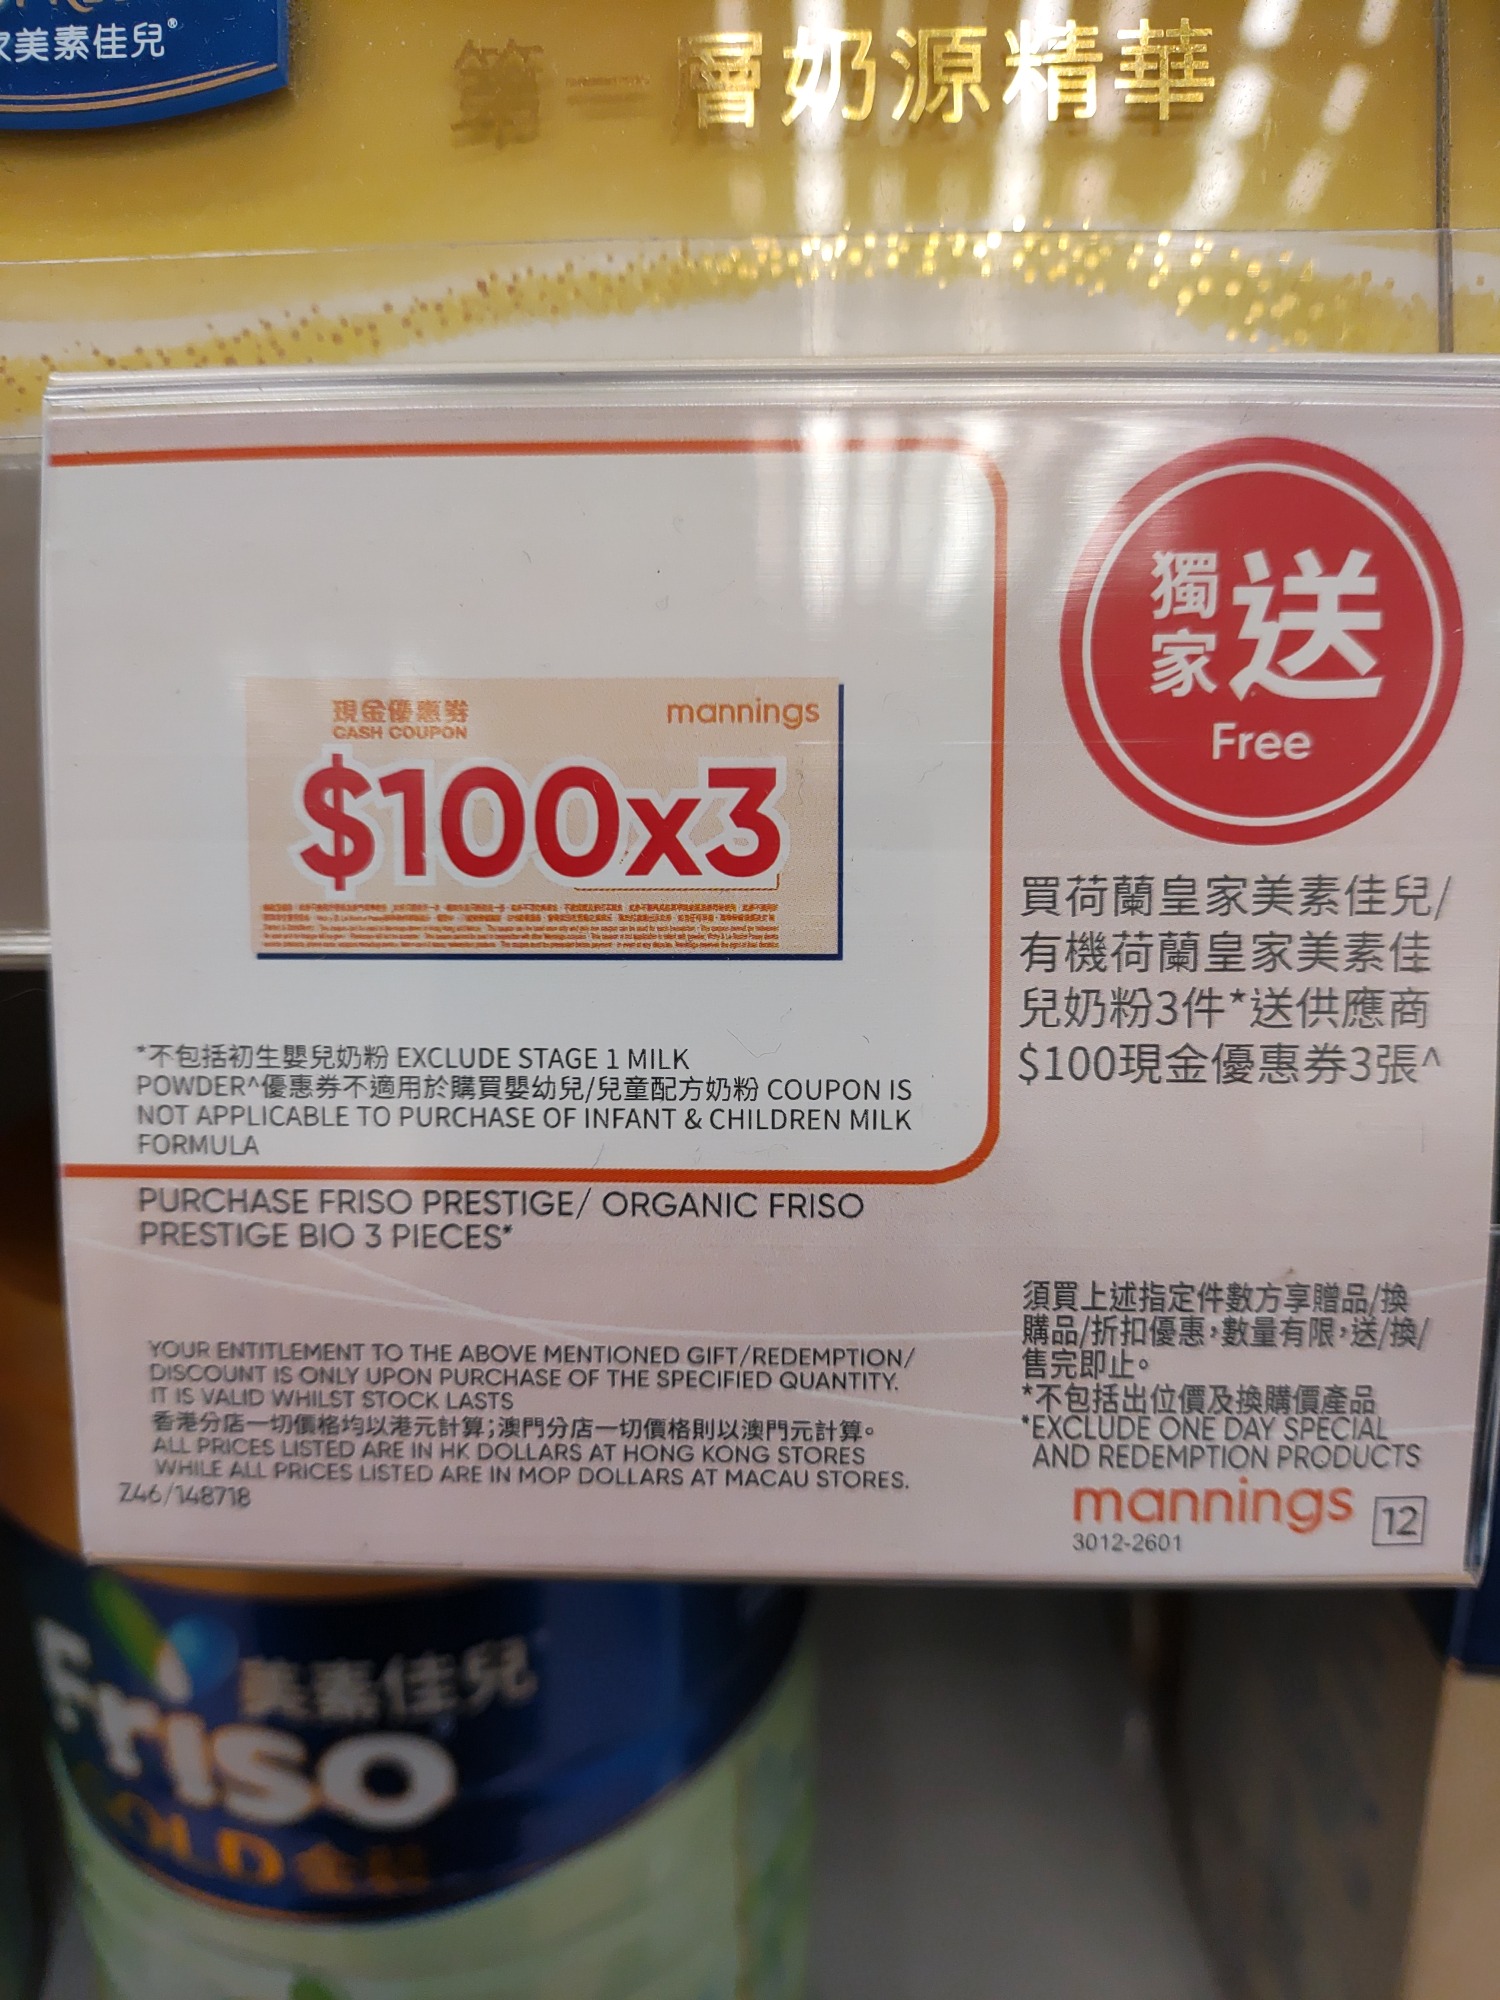 家美素佳兒®
第一層奶源精華
現金優惠券
CASH COUPON
mannings
$100x3
獨家送
Free
買荷蘭皇家美素佳兒/
有機荷蘭皇家美素佳
兒奶粉3件*送供應商
$100現金優惠券3張^
*不包括初生嬰兒奶粉 EXCLUDE STAGE 1 MILK
POWDER^優惠券不適用於購買嬰幼兒/兒童配方奶粉 COUPON IS
NOT APPLICABLE TO PURCHASE OF INFANT & CHILDREN MILK
FORMULA
PURCHASE FRISO PRESTIGE/ ORGANIC FRISO
PRESTIGE BIO 3 PIECES*
YOUR ENTITLEMENT TO THE ABOVE MENTIONED GIFT/REDEMPTION/
DISCOUNT IS ONLY UPON PURCHASE OF THE SPECIFIED QUANTITY.
IT IS VALID WHILST STOCK LASTS
香港分店一切價格均以港元計算;澳門分店一切價格則以澳門元計算。
ALL PRICES LISTED ARE IN HK DOLLARS AT HONG KONG STORES
WHILE ALL PRICES LISTED ARE IN MOP DOLLARS AT MACAU STORES.
Z46/148718
須買上述指定件數方享贈品/換
購品/折扣優惠,數量有限,送/換/
售完即止。
*不包括出位價及換購價產品
*EXCLUDE ONE DAY SPECIAL
AND REDEMPTION PRODUCTS
mannings
12
3012-2601
美素佳兒
Friso
GOLD 金裝